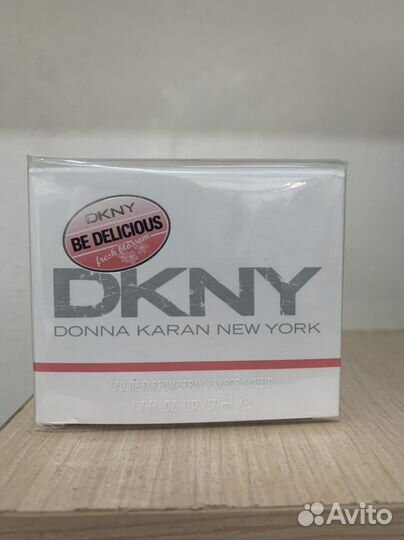 DKNY
BE DELICIOUS
fresh blossom
DKNY
DONNA KARAN NEW YORK
EAU DE PARFUM SPRAY / VAPORISATEUR
1.7 FL.OZ.LIQ./50 ml ℮
Avito